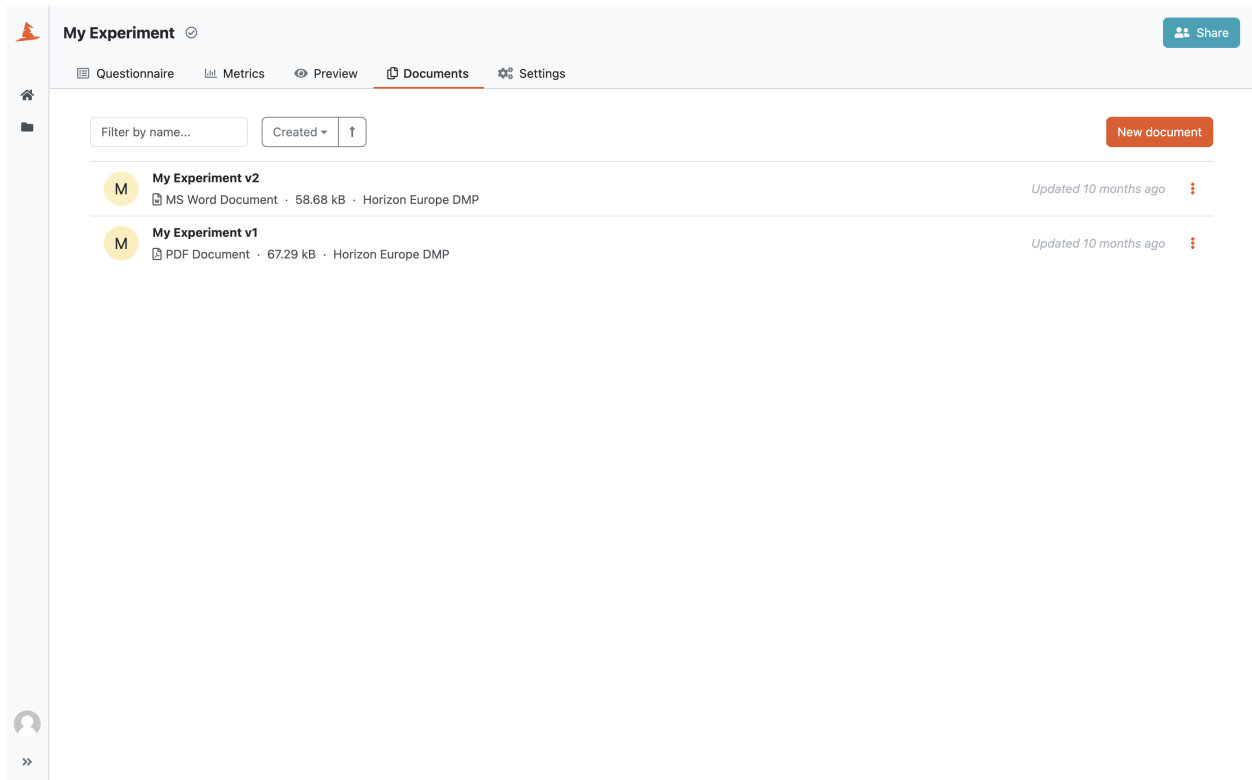 My Experiment
Share
Questionnaire Metrics Preview Documents Settings
Filter by name... Created New document
M
My Experiment v2
MS Word Document · 58.68 kB · Horizon Europe DMP
Updated 10 months ago
M
My Experiment v1
PDF Document · 67.29 kB · Horizon Europe DMP
Updated 10 months ago